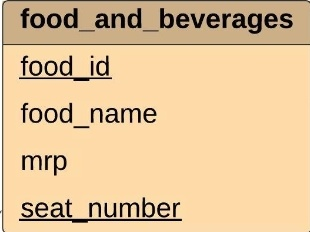 food_and_beverages
food_id
food_name
mrp
seat_number